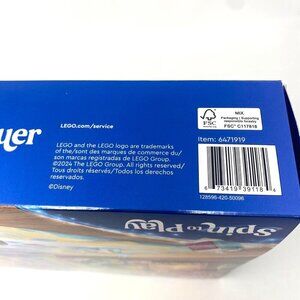 uer
LEGO.com/service
LEGO and the LEGO logo are trademarks
of the/sont des marques de commerce du/
son marcas registradas de LEGO Group.
©2024 The LEGO Group. All rights reserved/
Tous droits réservés/Todos los derechos
reservados.
©Disney
FSC
MIX
Packaging | Supporting
responsible forestry
FSC® C117818
6471919
6 73419 39118 4
128596-420-50096
Spin to Play